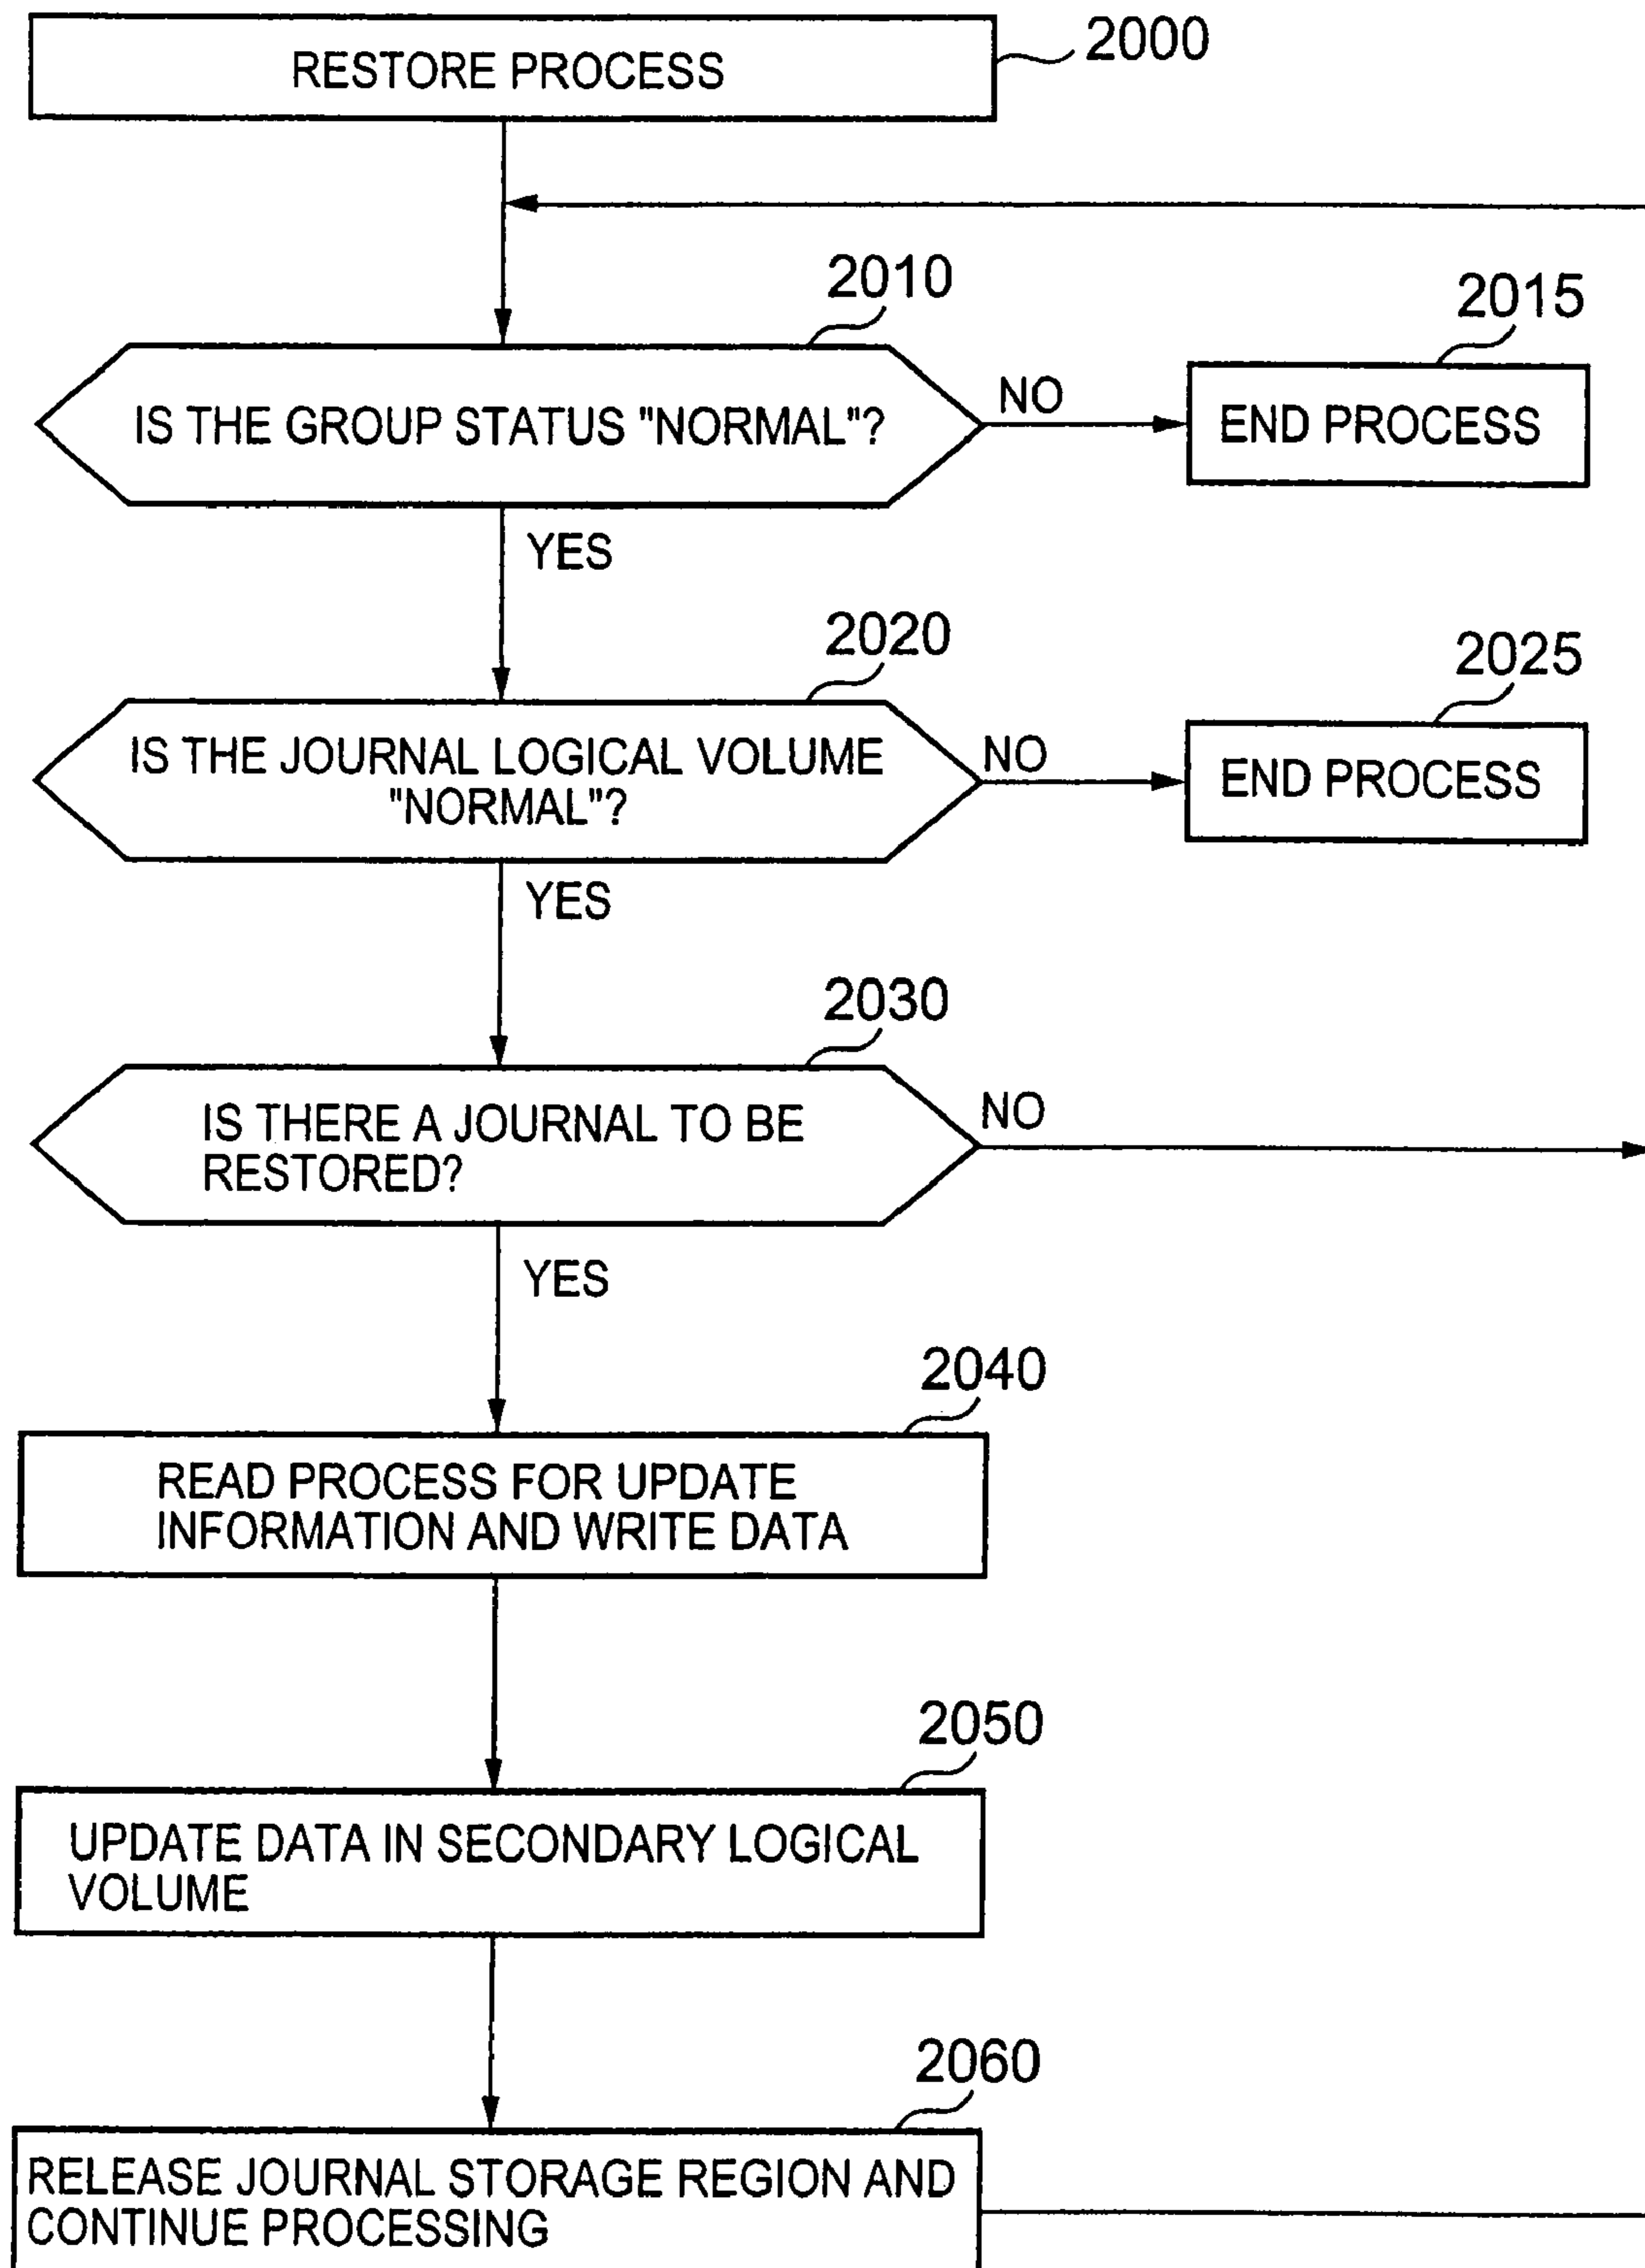 2000
RESTORE PROCESS
2010
2015
IS THE GROUP STATUS "NORMAL"?
NO
END PROCESS
YES
2020
2025
IS THE JOURNAL LOGICAL VOLUME
"NORMAL"?
NO
END PROCESS
YES
2030
IS THERE A JOURNAL TO BE
RESTORED?
NO
YES
2040
READ PROCESS FOR UPDATE
INFORMATION AND WRITE DATA
2050
UPDATE DATA IN SECONDARY LOGICAL
VOLUME
2060
RELEASE JOURNAL STORAGE REGION AND
CONTINUE PROCESSING